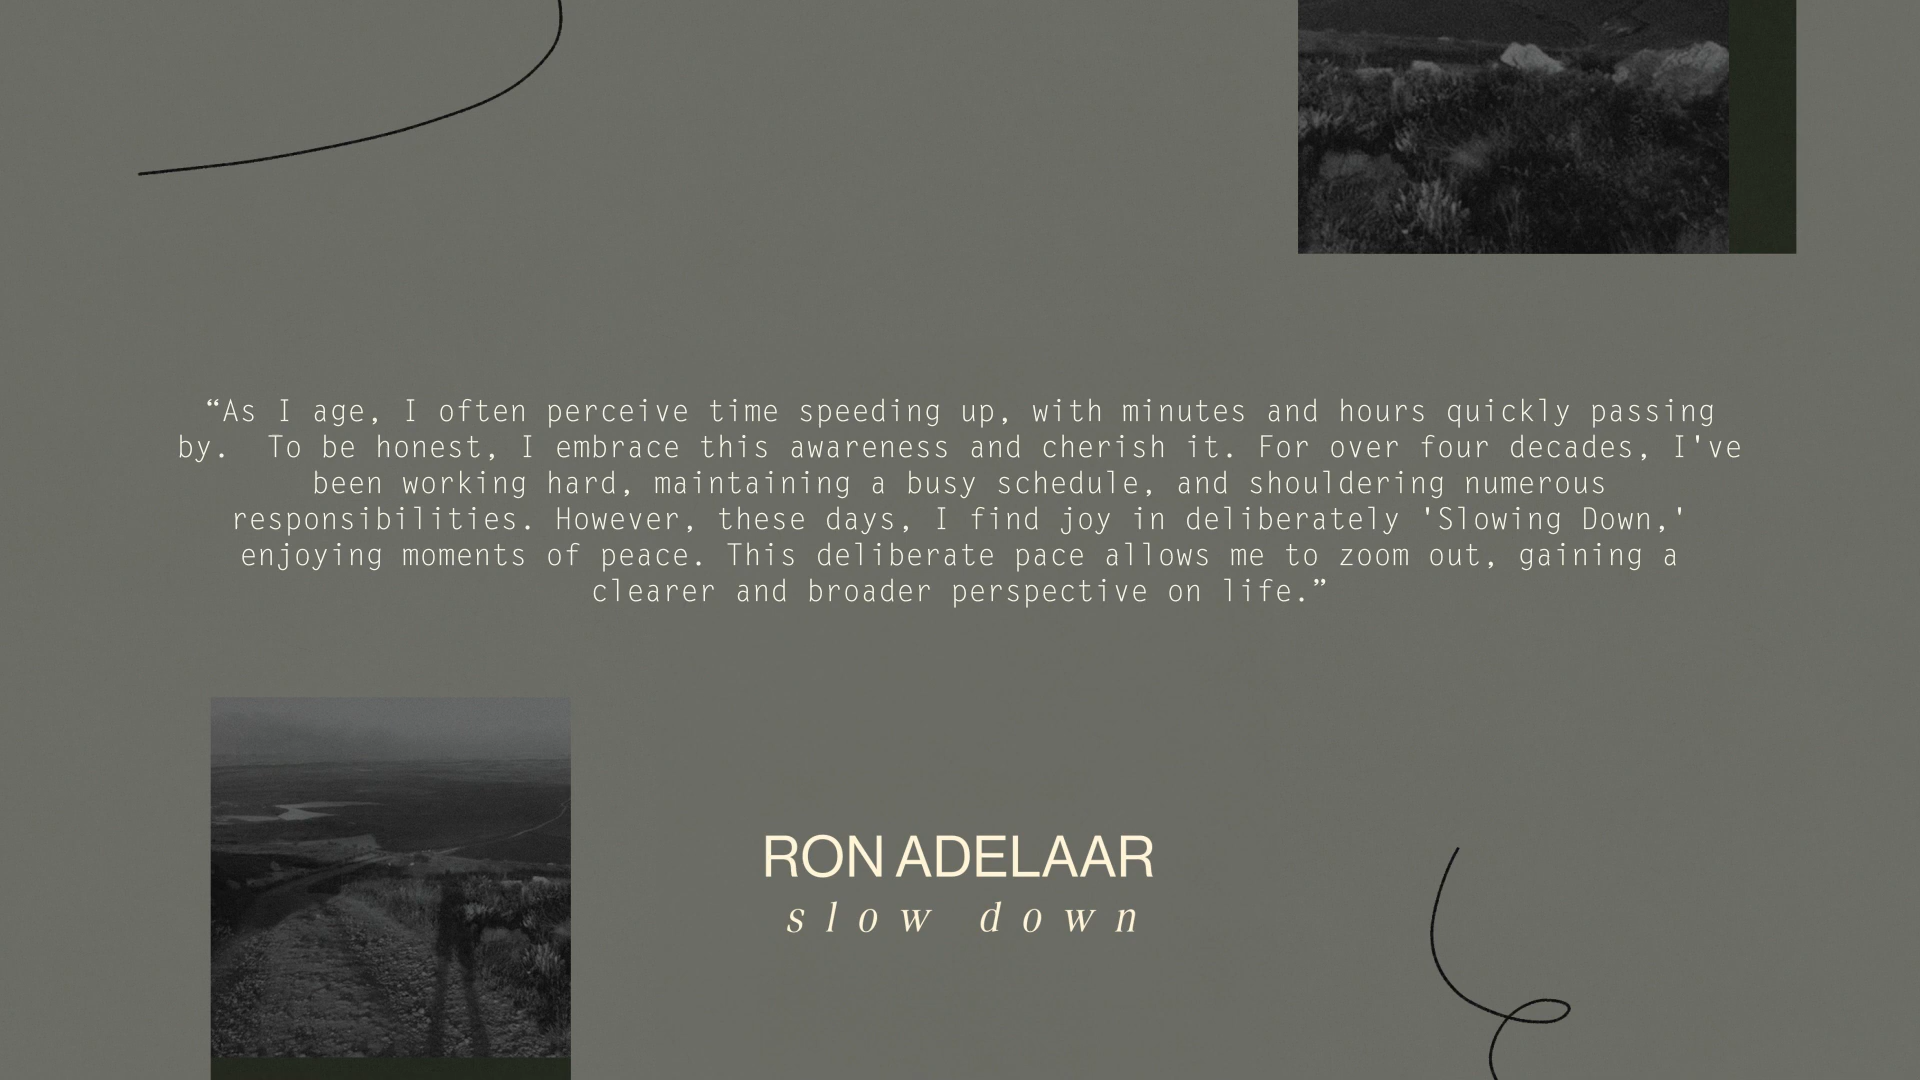 “As I age, I often perceive time speeding up, with minutes and hours quickly passing
by.  To be honest, I embrace this awareness and cherish it. For over four decades, I've
been working hard, maintaining a busy schedule, and shouldering numerous
responsibilities. However, these days, I find joy in deliberately 'Slowing Down,'
enjoying moments of peace. This deliberate pace allows me to zoom out, gaining a
clearer and broader perspective on life.”
RON ADELAAR
slow down